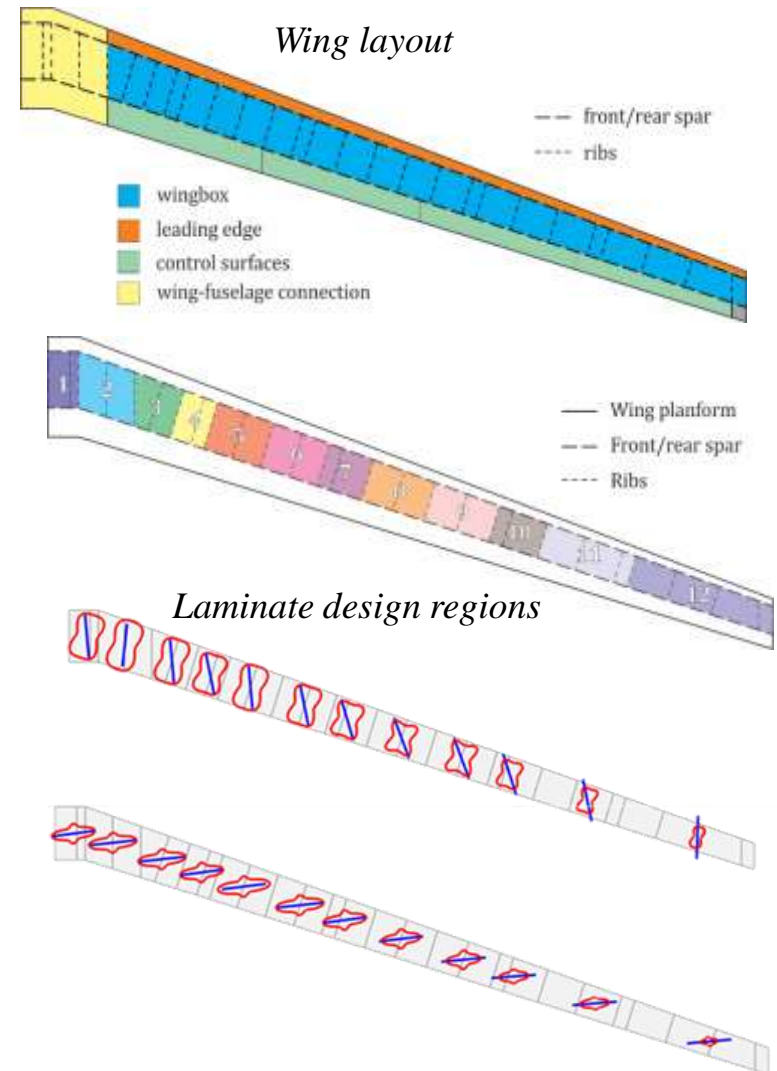 Wing layout
front/rear spar
ribs
wingbox
leading edge
control surfaces
wing-fuselage connection
1
2
3
4
5
6
7
8
9
10
11
12
Wing planform
Front/rear spar
Ribs
Laminate design regions